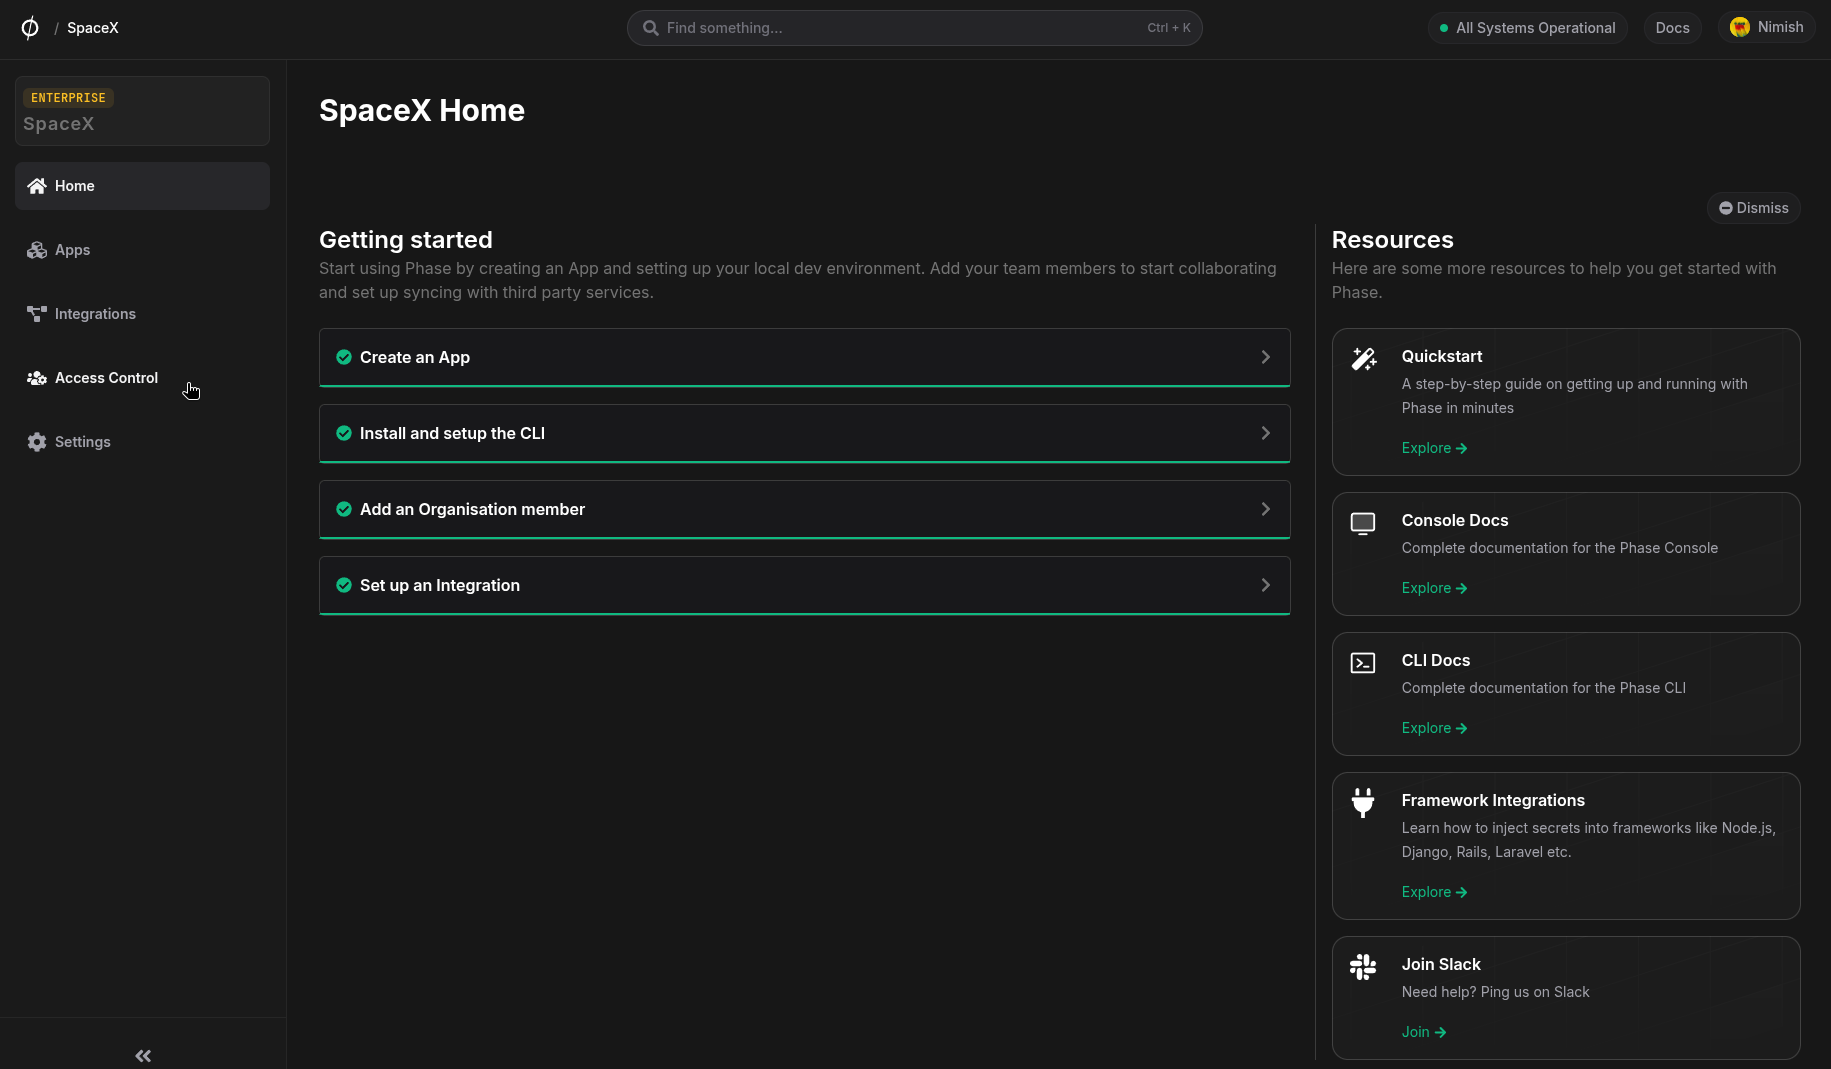 / SpaceX
Find something...
Ctrl + K
All Systems Operational
Docs
Nimish
ENTERPRISE
SpaceX
Home
Apps
Integrations
Access Control
Settings
SpaceX Home
Dismiss
Getting started
Start using Phase by creating an App and setting up your local dev environment. Add your team members to start collaborating
and set up syncing with third party services.
Create an App
Install and setup the CLI
Add an Organisation member
Set up an Integration
Resources
Here are some more resources to help you get started with
Phase.
Quickstart
A step-by-step guide on getting up and running with
Phase in minutes
Explore
Console Docs
Complete documentation for the Phase Console
Explore
CLI Docs
Complete documentation for the Phase CLI
Explore
Framework Integrations
Learn how to inject secrets into frameworks like Node.js,
Django, Rails, Laravel etc.
Explore
Join Slack
Need help? Ping us on Slack
Join